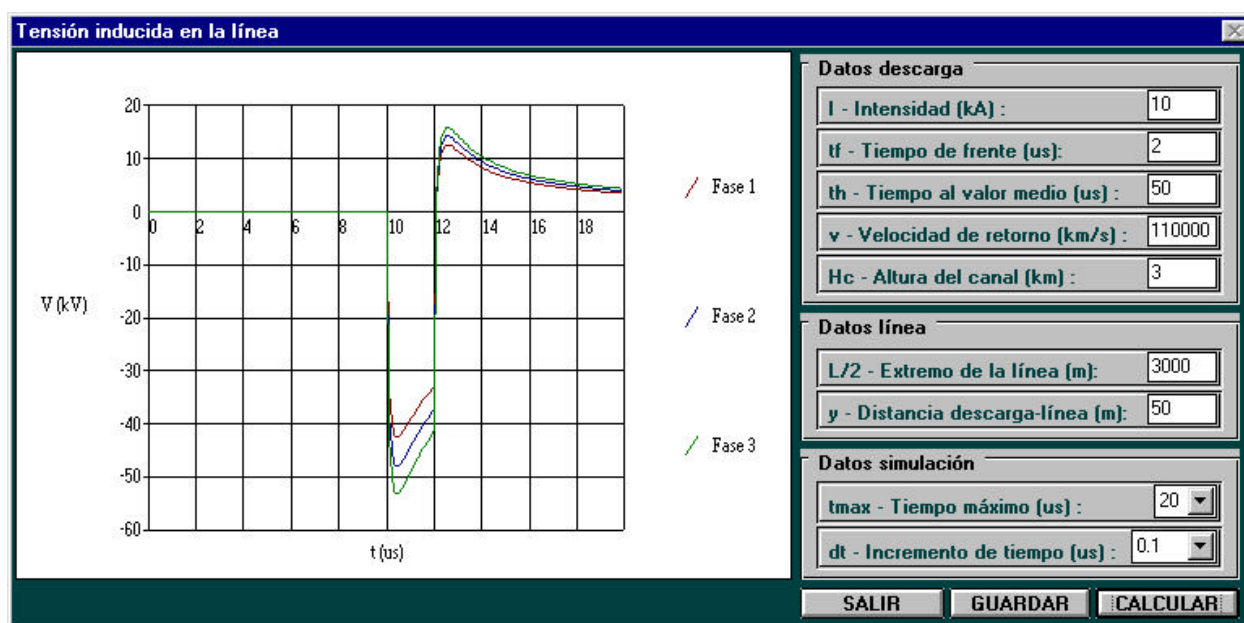 Tensión inducida en la línea
20
10
0
-10
-20
-30
-40
-50
-60
V (kV)
0 2 4 6 8 10 12 14 16 18
t (us)
Fase 1
Fase 2
Fase 3
Datos descarga
I - Intensidad (kA) : 10
tf - Tiempo de frente (us): 2
th - Tiempo al valor medio (us) : 50
v - Velocidad de retorno (km/s) : 110000
Hc - Altura del canal (km) : 3
Datos línea
L/2 - Extremo de la línea (m): 3000
y - Distancia descarga-línea (m): 50
Datos simulación
tmax - Tiempo máximo (us) : 20
dt - Incremento de tiempo (us) : 0.1
SALIR GUARDAR CALCULAR